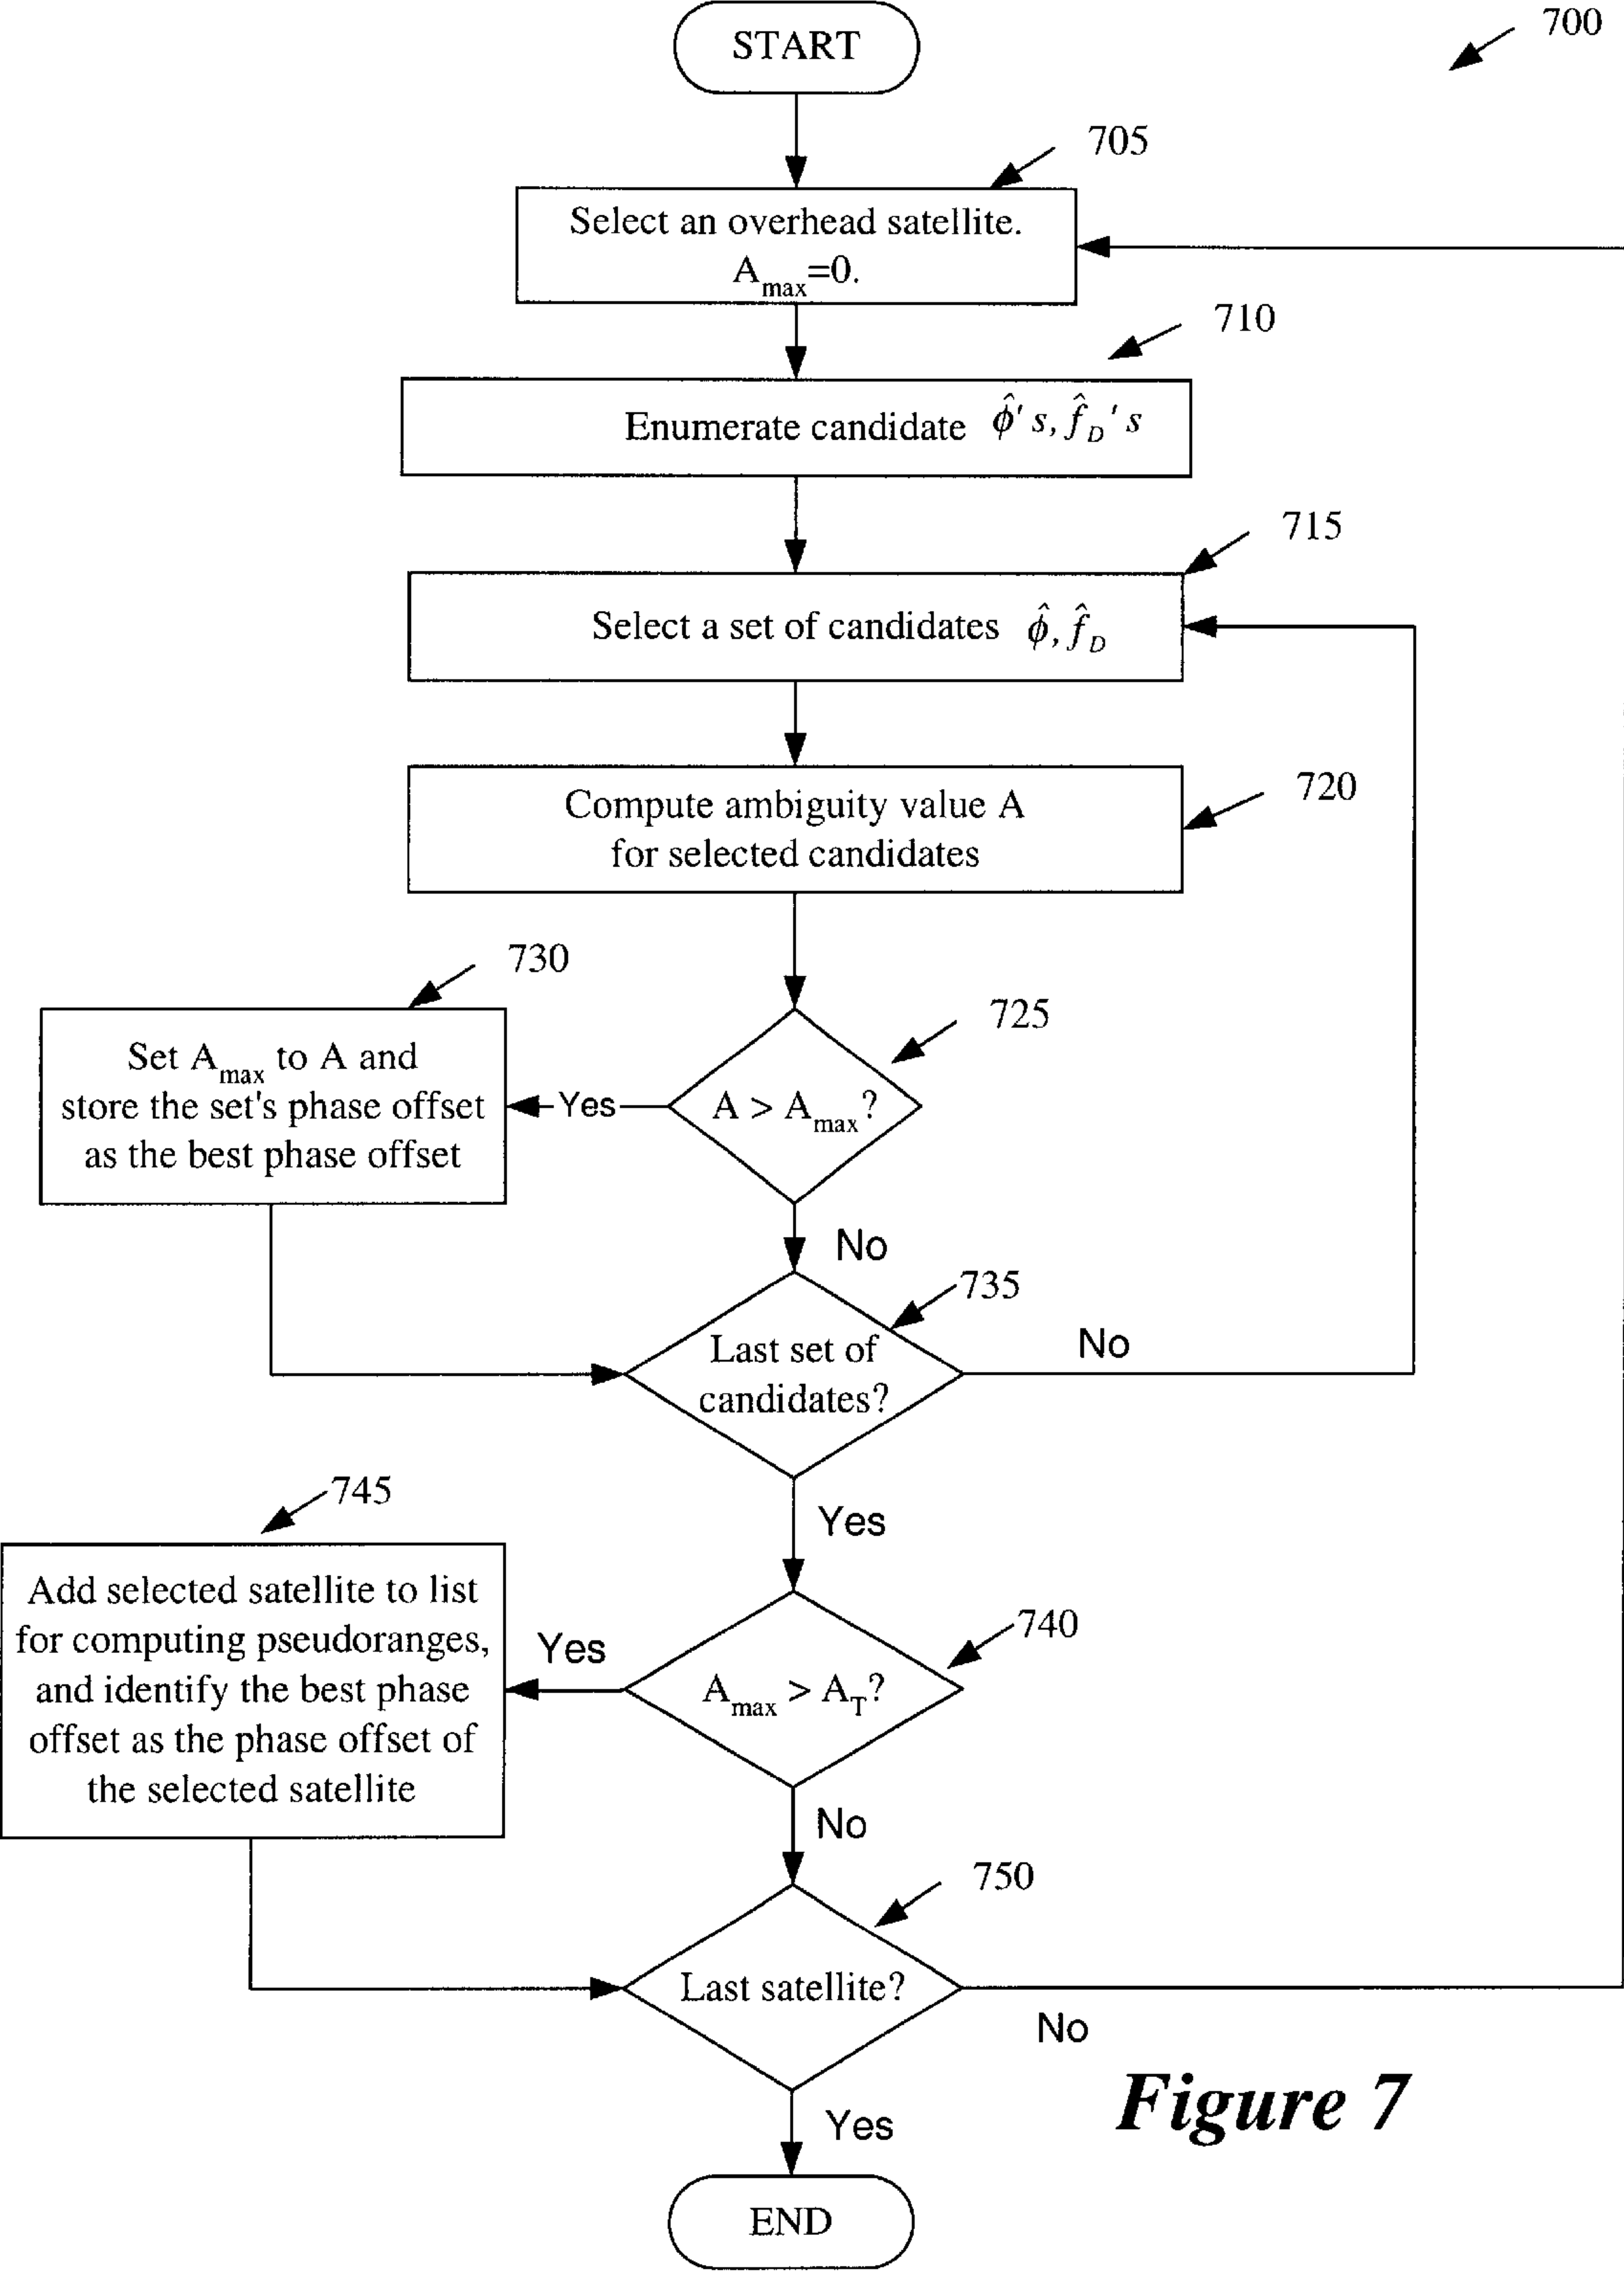 START
700
705
Select an overhead satellite.
Amax=0.
710
Enumerate candidate ϕ̂'s, f̂D's
715
Select a set of candidates ϕ̂, f̂D
720
Compute ambiguity value A
for selected candidates
730
725
Set Amax to A and
store the set's phase offset
as the best phase offset
Yes
A > Amax?
No
735
Last set of
candidates?
No
Yes
745
740
Add selected satellite to list
for computing pseudoranges,
and identify the best phase
offset as the phase offset of
the selected satellite
Yes
Amax > AT?
No
750
Last satellite?
No
Yes
Figure 7
END